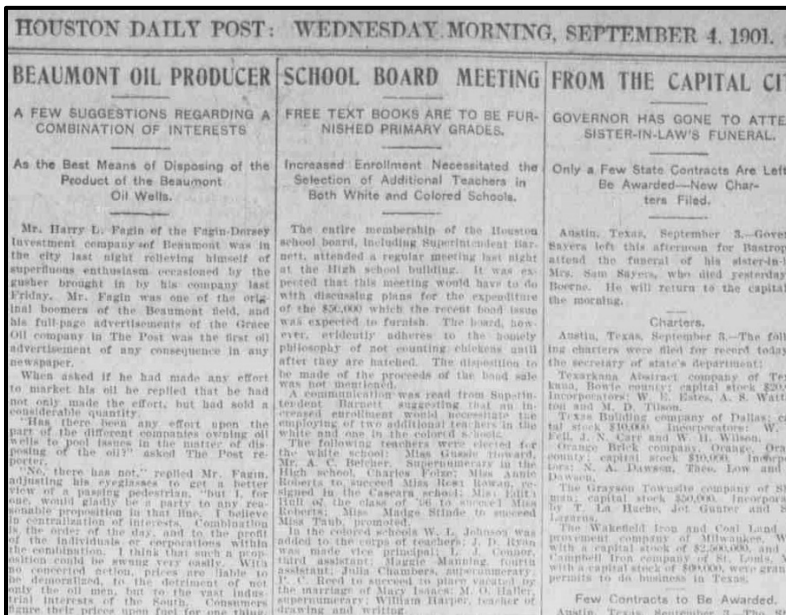 HOUSTON DAILY POST: WEDNESDAY MORNING, SEPTEMBER 4, 1901.
BEAUMONT OIL PRODUCER
A FEW SUGGESTIONS REGARDING A
COMBINATION OF INTERESTS
As the Best Means of Disposing of the
Product of the Beaumont
Oil Wells.
Mr. Harry L. Fagin of the Fagin-Dorsey
Investment company of Beaumont was in
the city last night relieving himself of
superfluous enthusiasm occasioned by the
gusher brought in by his company last
Friday. Mr. Fagin was one of the orig-
inal boomers of the Beaumont field, and
his full-page advertisements of the Grace
Oil company in The Post was the first oil
advertisement of any consequence in any
newspaper.
When asked if he had made any effort
to market his oil he replied that he had
not only made the effort, but had sold a
considerable quantity.
"Has there been any effort upon the
part of the different companies owning oil
wells to pool issues in the matter of dis-
posing of the oil?" asked The Post re-
porter.
"No, there has not," replied Mr. Fagin,
adjusting his eyeglasses to get a better
view of a passing pedestrian, "but I, for
one, would gladly be a party to any rea-
sonable proposition in that line. I believe
in centralization of interests. Combination
is the order of the day, and to the profit
of the individuals or corporations within
the combination. I think that such a prop-
osition could be swung very easily. With
no concerted action, prices are liable to
be demoralized, to the detriment of not
only the oil men, but to the vast indus-
trial interests of the South. Consumers
figure their prices upon fuel for one thing,
SCHOOL BOARD MEETING
FREE TEXT BOOKS ARE TO BE FUR-
NISHED PRIMARY GRADES.
Increased Enrollment Necessitated the
Selection of Additional Teachers in
Both White and Colored Schools.
The entire membership of the Houston
school board, including Superintendent Bar-
nett, attended a regular meeting last night
at the High school building. It was ex-
pected that this meeting would have to do
with discussing plans for the expenditure
of the $50,000 which the recent bond issue
was expected to furnish. The board, how-
ever, evidently adheres to the homely
philosophy of not counting chickens until
after they are hatched. The disposition to
be made of the proceeds of the bond sale
was not mentioned.
A communication was read from Superin-
tendent Barnett suggesting that an in-
creased enrollment would necessitate the
employing of two additional teachers in the
white and one in the colored schools.
The following teachers were elected for
the white school: Miss Gussie Howard,
Mr. A. C. Belcher. Supernumerary in the
High school, Charles Foize; Miss Annie
Roberts to succeed Miss Ross Rowan, re-
signed in the Cascara school; Miss Edith
Hull of the class of '96 to succeed Miss
Roberts; Miss Madge Slinde to succeed
Miss Taub, promoted.
In the colored schools W. L. Johnson was
added to the corps of teachers; J. D. Ryan
was made vice principal; L. J. Connor,
third assistant; Maggie Manning, fourth
assistant; Julia Chambers, supernumerary;
P. C. Reed to succeed to place vacated by
the marriage of Mary Isaacs; M. O. Haller,
supernumerary; William Harper, teacher of
drawing and writing.
FROM THE CAPITAL CI
GOVERNOR HAS GONE TO ATTE
SISTER-IN-LAW'S FUNERAL.
Only a Few State Contracts Are Left
Be Awarded—New Char-
ters Filed.
Austin, Texas, September 3.—Gover
Sayers left this afternoon for Bastrop
attend the funeral of his sister-in-l
Mrs. Sam Sayers, who died yesterday
Boerne. He will return to the capital
the morning.
Charters.
Austin, Texas, September 3.—The foll
ing charters were filed for record today
the secretary of state's department:
Texarkana Abstract company of Tex
kana, Bowie county; capital stock $20,
Incorporators: W. E. Estes, A. S. Watt
ton and M. D. Tilson.
Texas Building company of Dallas; ca
tal stock $10,000. Incorporators: W.
Fell, J. N. Carr and W. H. Wilson.
Orange Brick company, Orange, Ora
county; capital stock $10,000. Incorp
tors: N. A. Dawson, Theo. Low and
Dawson.
The Grayson Townsite company of S
man; capital stock $50,000. Incorpora
by T. La Hache, Jot Gunter and S
Lazarus.
The Wakefield Iron and Coal Land
provement company of Milwaukee, W
with a capital stock of $2,500,000, and
Campbell Iron company of St. Louis, M
with a capital stock of $600,000, were gran
permits to do business in Texas.
Few Contracts to Be Awarded.
Austin, Texas, September 3.—The St